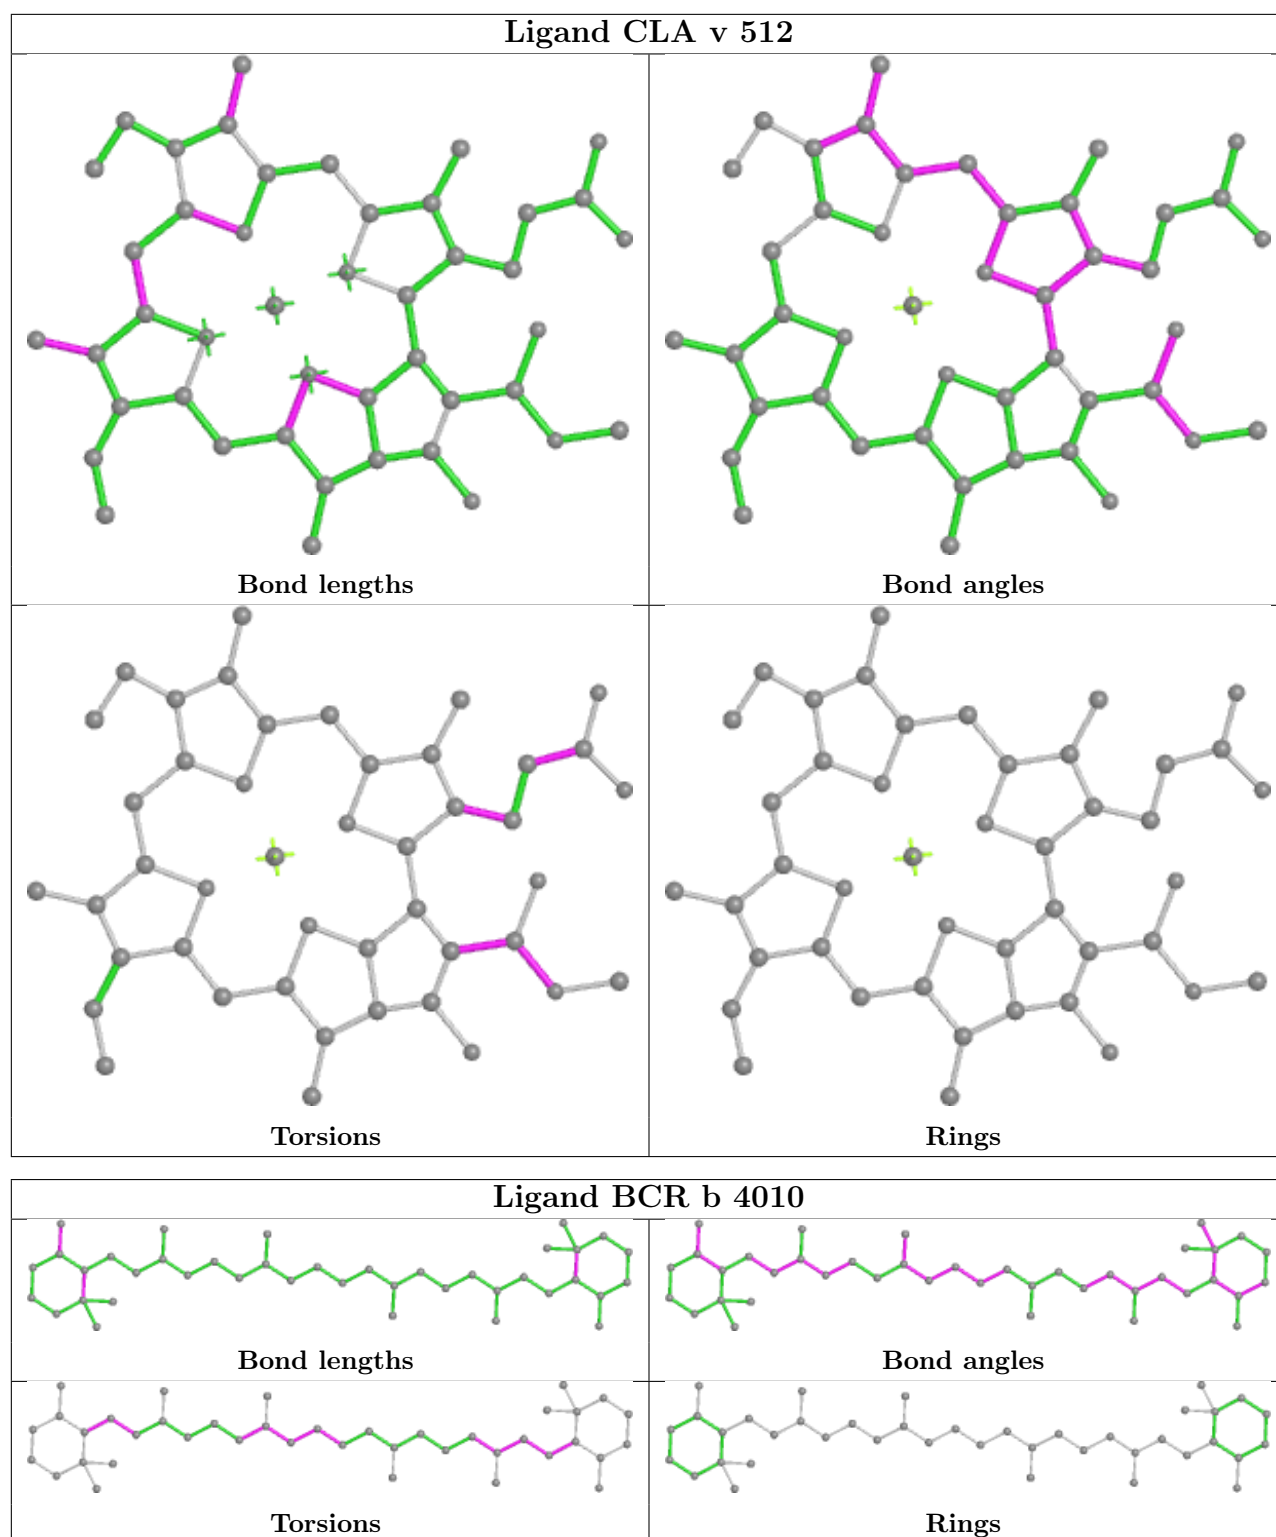 Ligand CLA v 512
Bond lengths
Bond angles
Torsions
Rings
Ligand BCR b 4010
Bond lengths
Bond angles
Torsions
Rings